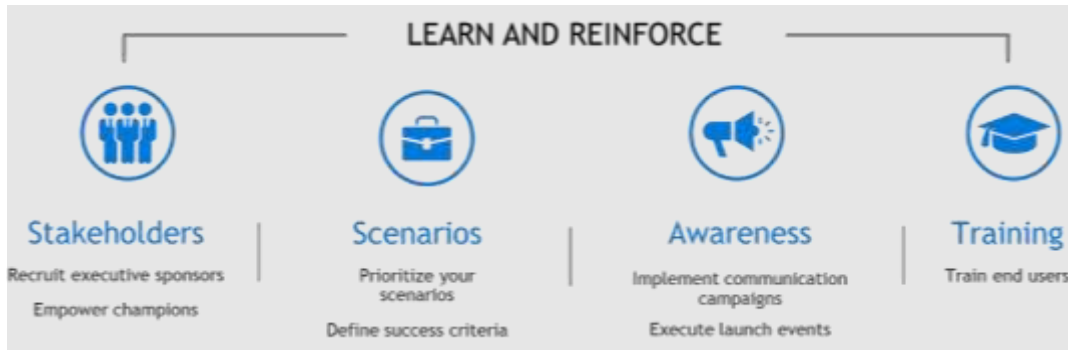 LEARN AND REINFORCE
Stakeholders
Recruit executive sponsors
Empower champions
Scenarios
Prioritize your
scenarios
Define success criteria
Awareness
Implement communication
campaigns
Execute launch events
Training
Train end users